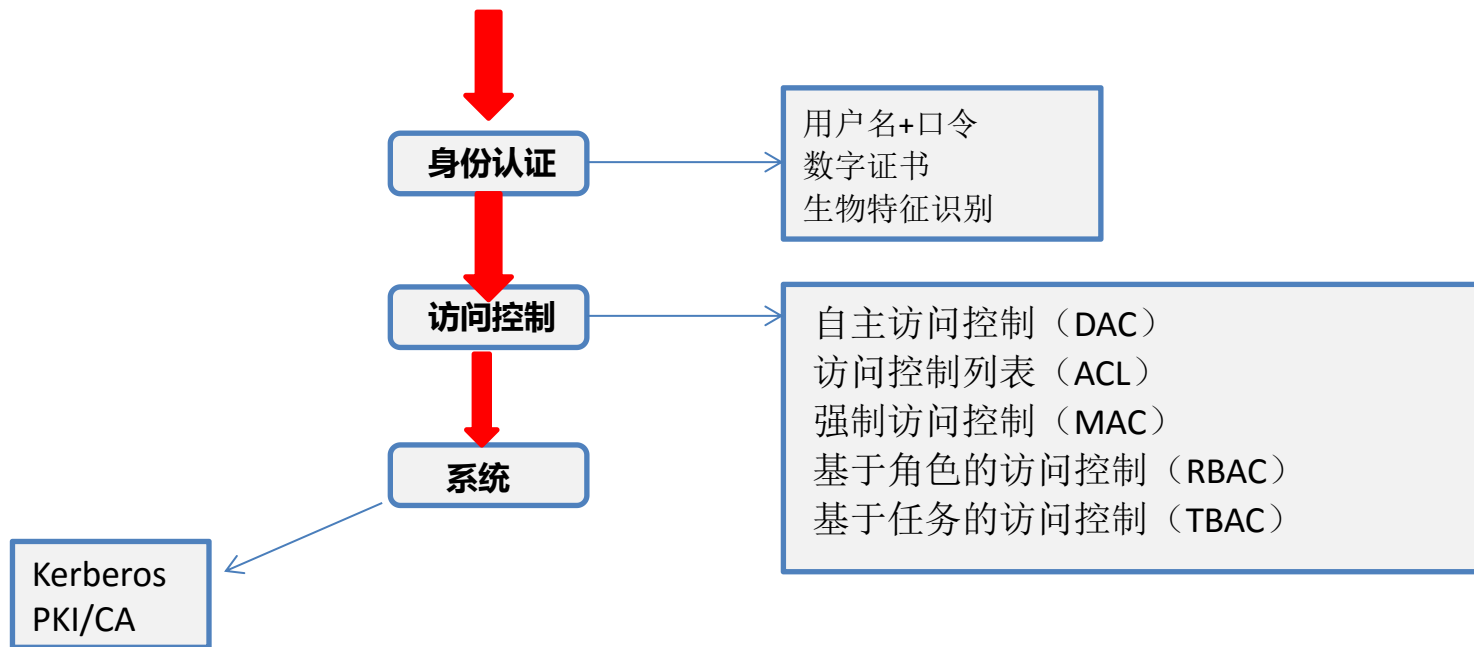 身份认证
用户名+口令
数字证书
生物特征识别
访问控制
自主访问控制（DAC）
访问控制列表（ACL）
强制访问控制（MAC）
基于角色的访问控制（RBAC）
基于任务的访问控制（TBAC）
系统
Kerberos
PKI/CA